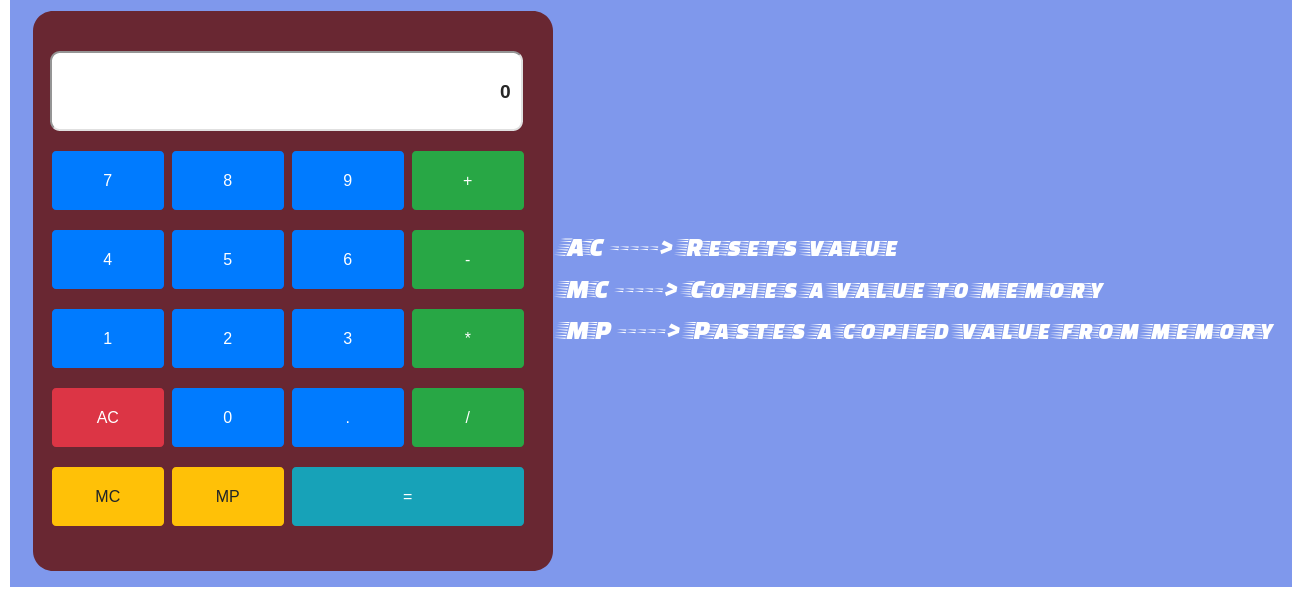 0
7 8 9 +
4 5 6 -
1 2 3 *
AC 0 . /
MC MP =
AC -----> Resets value
MC -----> Copies a value to memory
MP -----> Pastes a copied value from memory